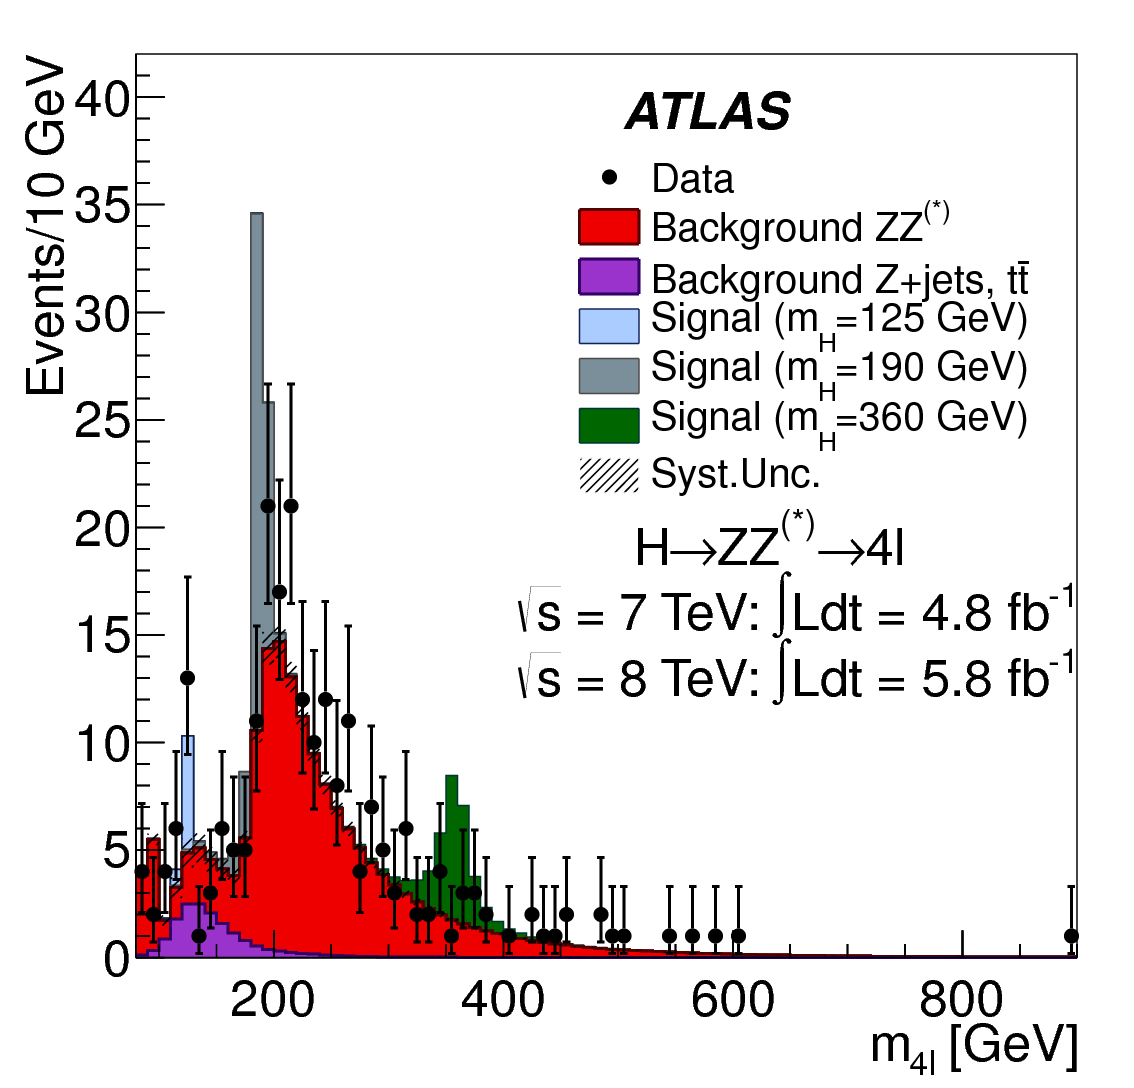 Events/10 GeV
40
35
30
25
20
15
10
5
0
ATLAS
Data
Background ZZ(*)
Background Z+jets, tt̄
Signal (mH=125 GeV)
Signal (mH=190 GeV)
Signal (mH=360 GeV)
Syst.Unc.
H→ZZ(*)→4l
√s = 7 TeV: ∫Ldt = 4.8 fb-1
√s = 8 TeV: ∫Ldt = 5.8 fb-1
200 400 600 800
m4l [GeV]